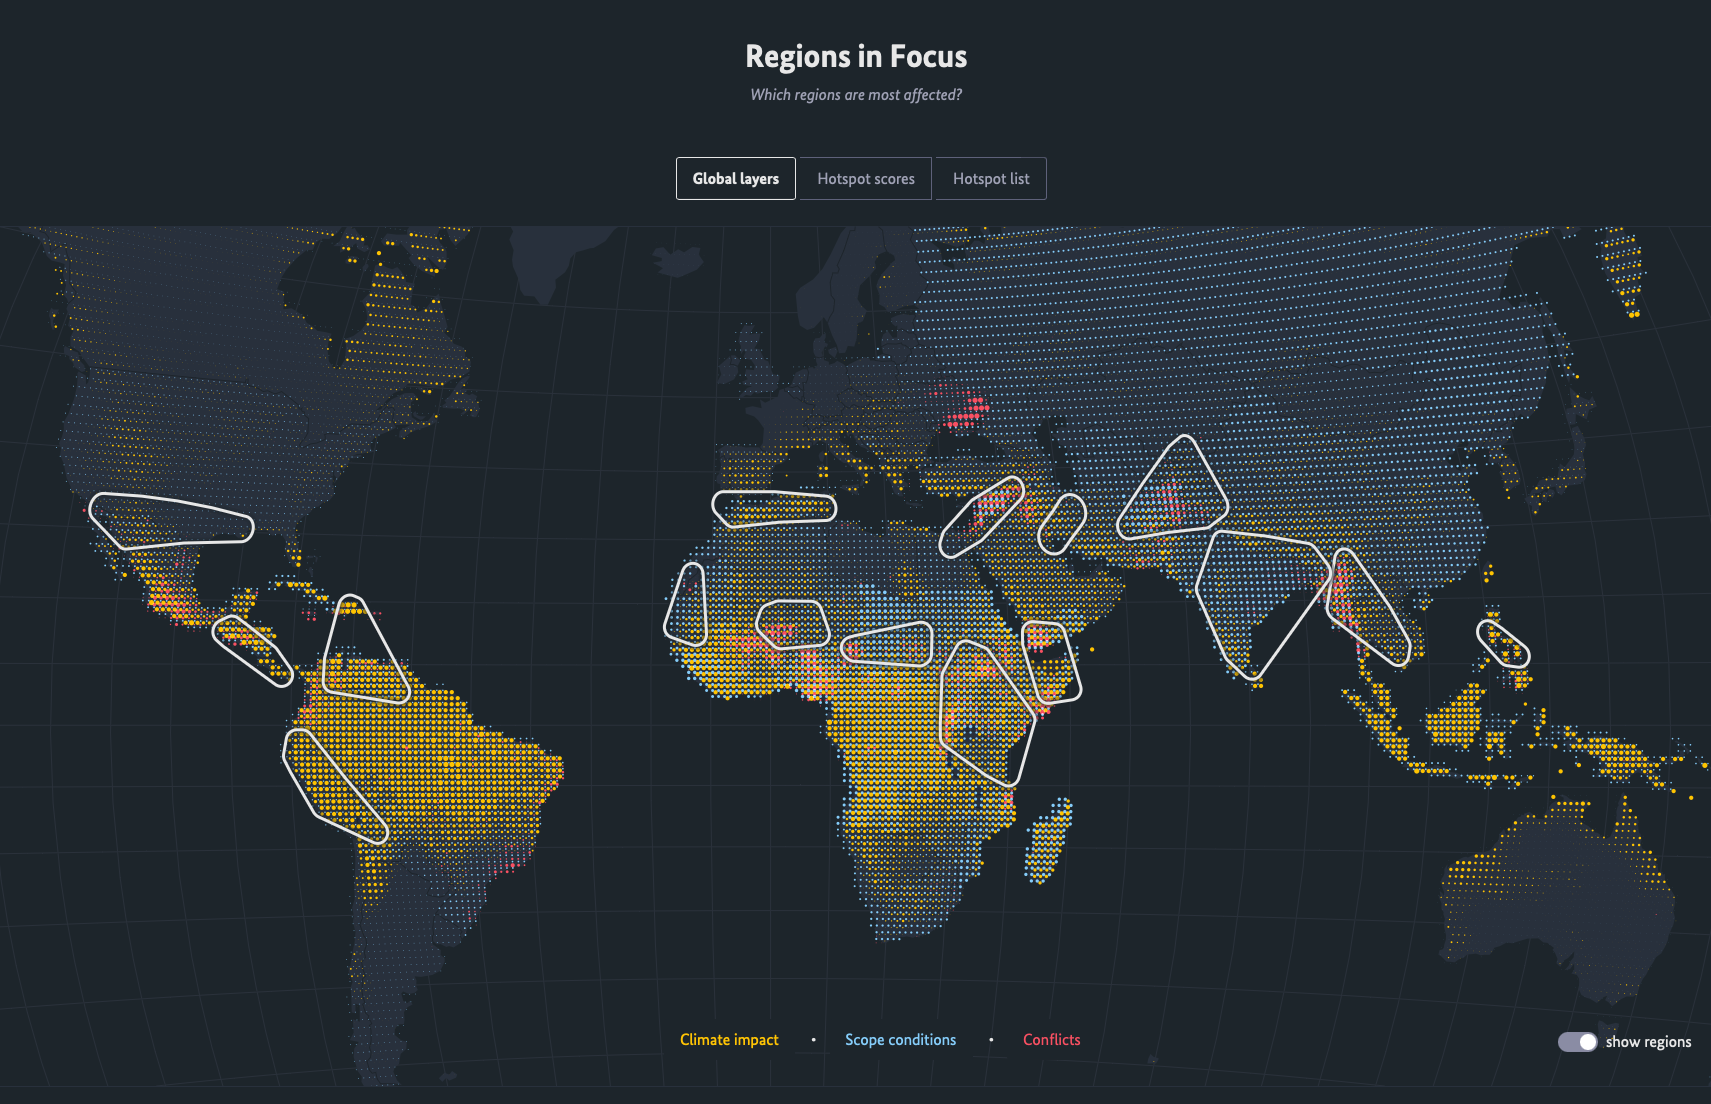 Regions in Focus
Which regions are most affected?
Global layers
Hotspot scores
Hotspot list
Climate impact • Scope conditions • Conflicts
show regions